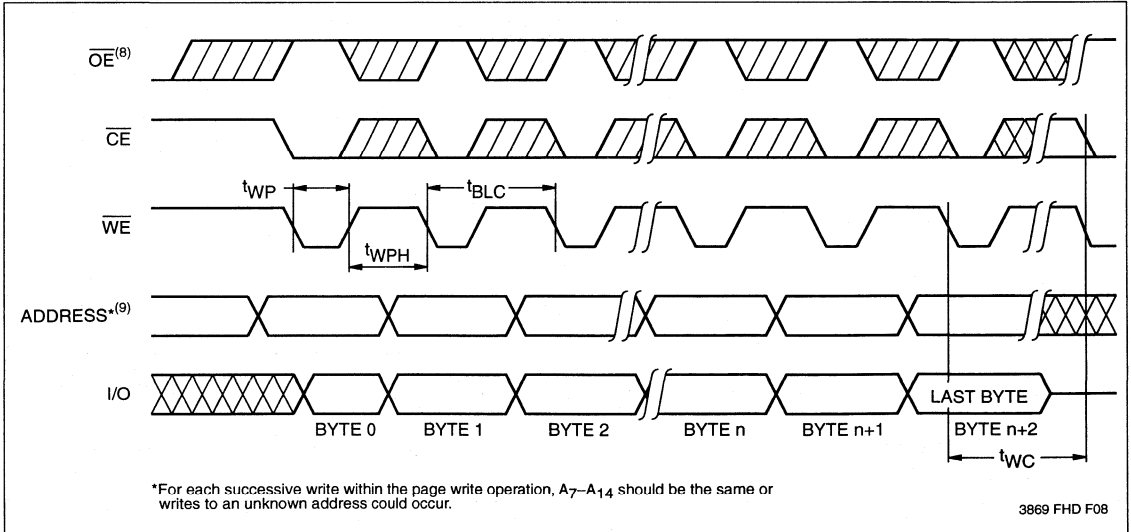 OE(8)
CE
tWP
tBLC
WE
tWPH
ADDRESS*(9)
I/O
LAST BYTE
BYTE 0 BYTE 1 BYTE 2 BYTE n BYTE n+1 BYTE n+2
tWC
*For each successive write within the page write operation, A7–A14 should be the same or
writes to an unknown address could occur.
3869 FHD F08